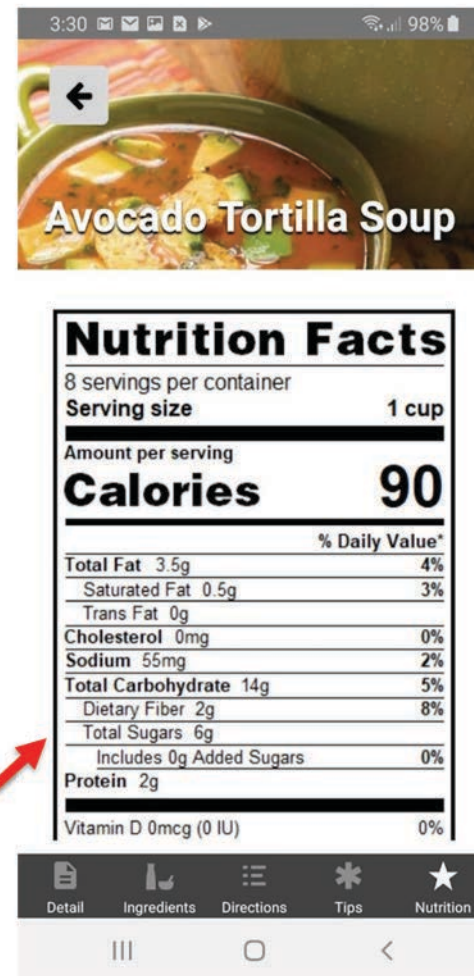 3:30 98%
Avocado Tortilla Soup
Nutrition Facts
8 servings per container
Serving size 1 cup
Amount per serving
Calories 90
% Daily Value*
Total Fat 3.5g 4%
Saturated Fat 0.5g 3%
Trans Fat 0g
Cholesterol 0mg 0%
Sodium 55mg 2%
Total Carbohydrate 14g 5%
Dietary Fiber 2g 8%
Total Sugars 6g
Includes 0g Added Sugars 0%
Protein 2g
Vitamin D 0mcg (0 IU) 0%
Detail Ingredients Directions Tips Nutrition